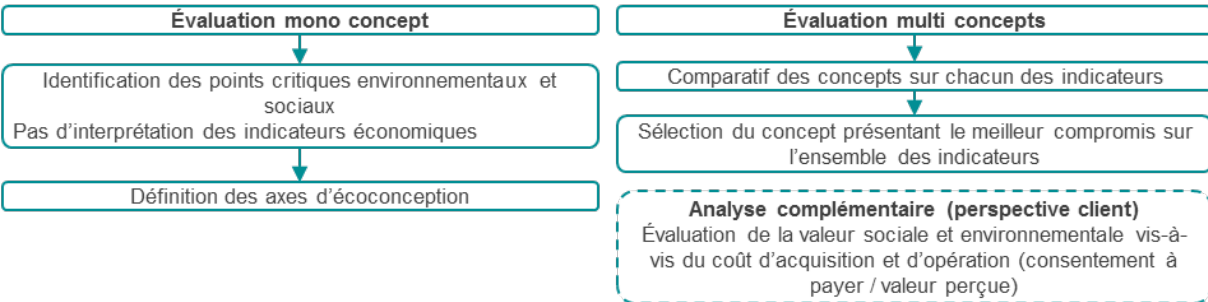 Évaluation mono concept
Identification des points critiques environnementaux et
sociaux
Pas d’interprétation des indicateurs économiques
Définition des axes d’écoconception
Évaluation multi concepts
Comparatif des concepts sur chacun des indicateurs
Sélection du concept présentant le meilleur compromis sur
l’ensemble des indicateurs
Analyse complémentaire (perspective client)
Évaluation de la valeur sociale et environnementale vis-à-
vis du coût d’acquisition et d’opération (consentement à
payer / valeur perçue)